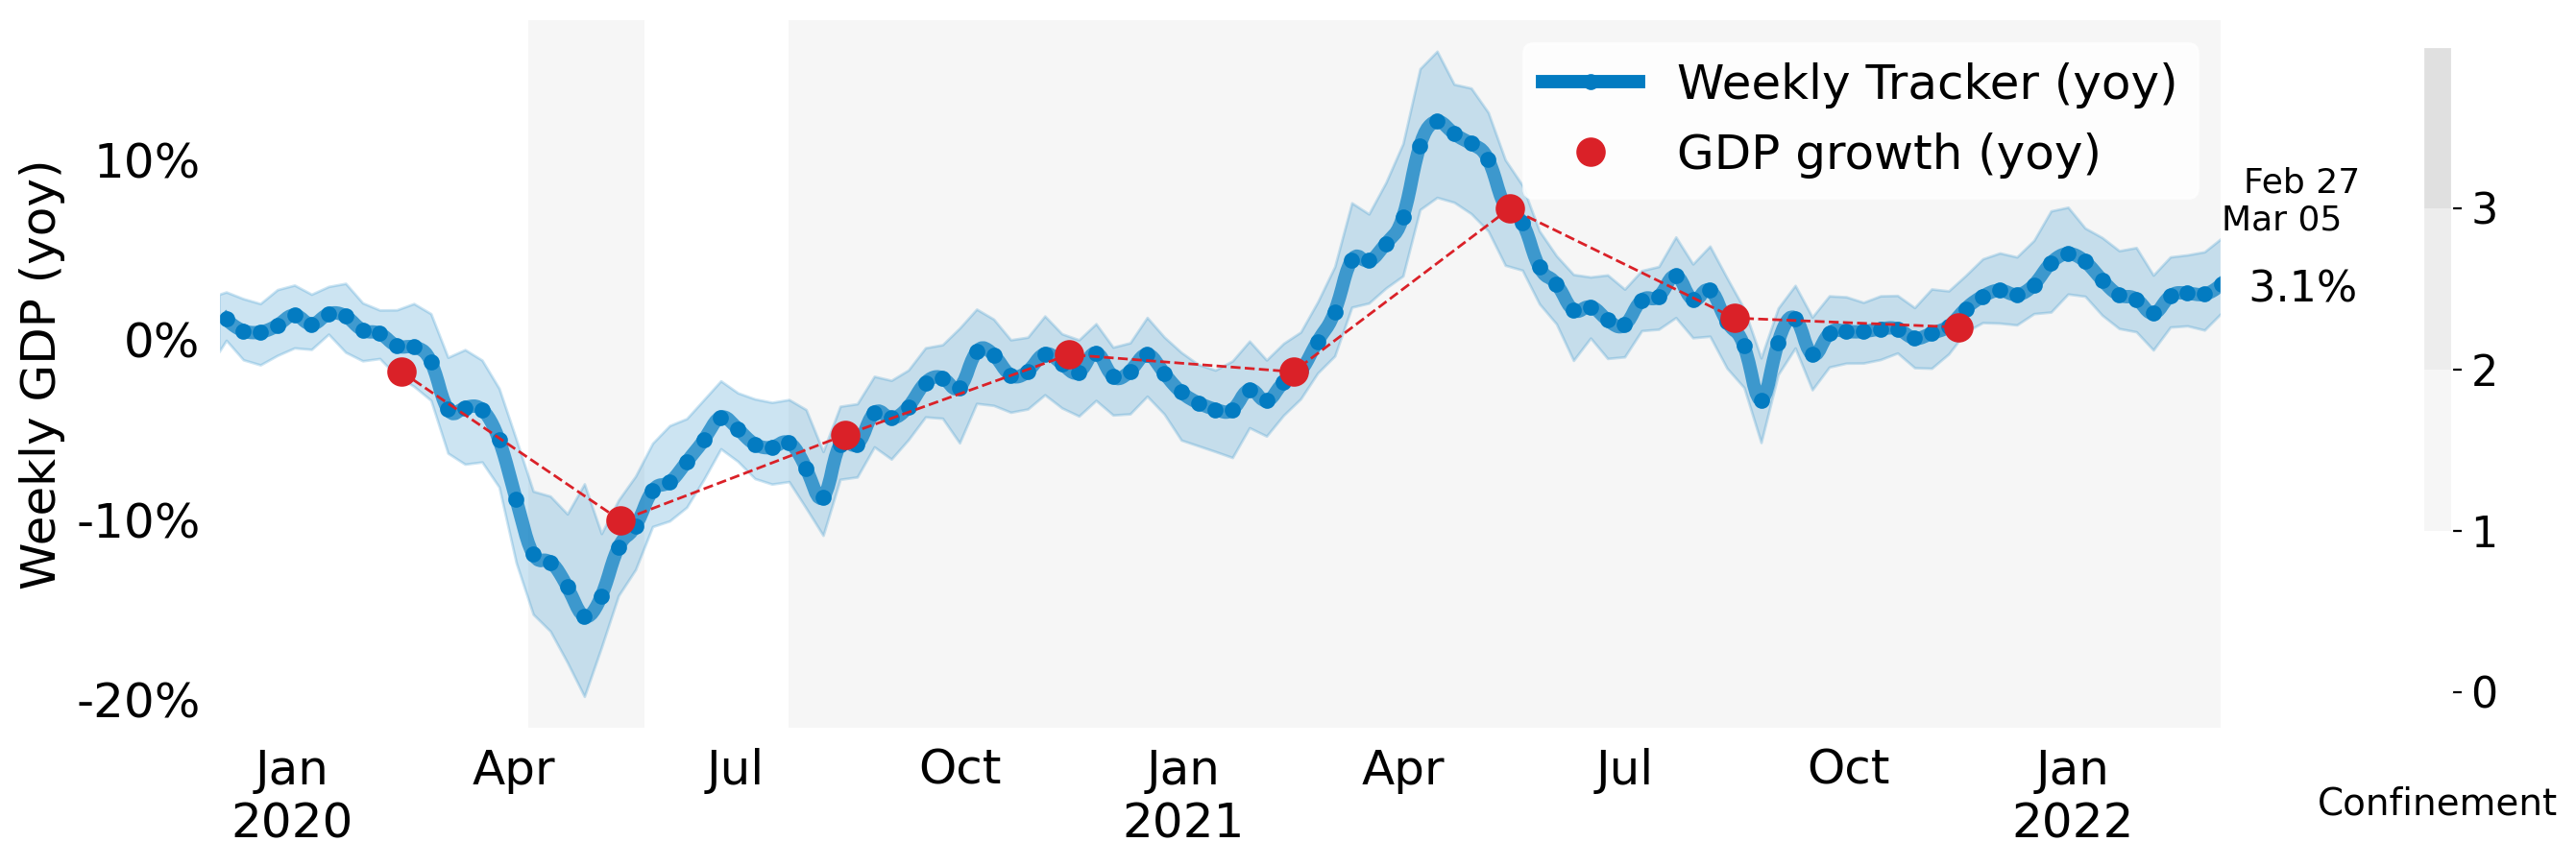 Weekly GDP (yoy)
10%
0%
-10%
-20%
Weekly Tracker (yoy)
GDP growth (yoy)
Feb 27
Mar 05
3.1%
3
2
1
0
Jan
2020
Apr
Jul
Oct
Jan
2021
Apr
Jul
Oct
Jan
2022
Confinement